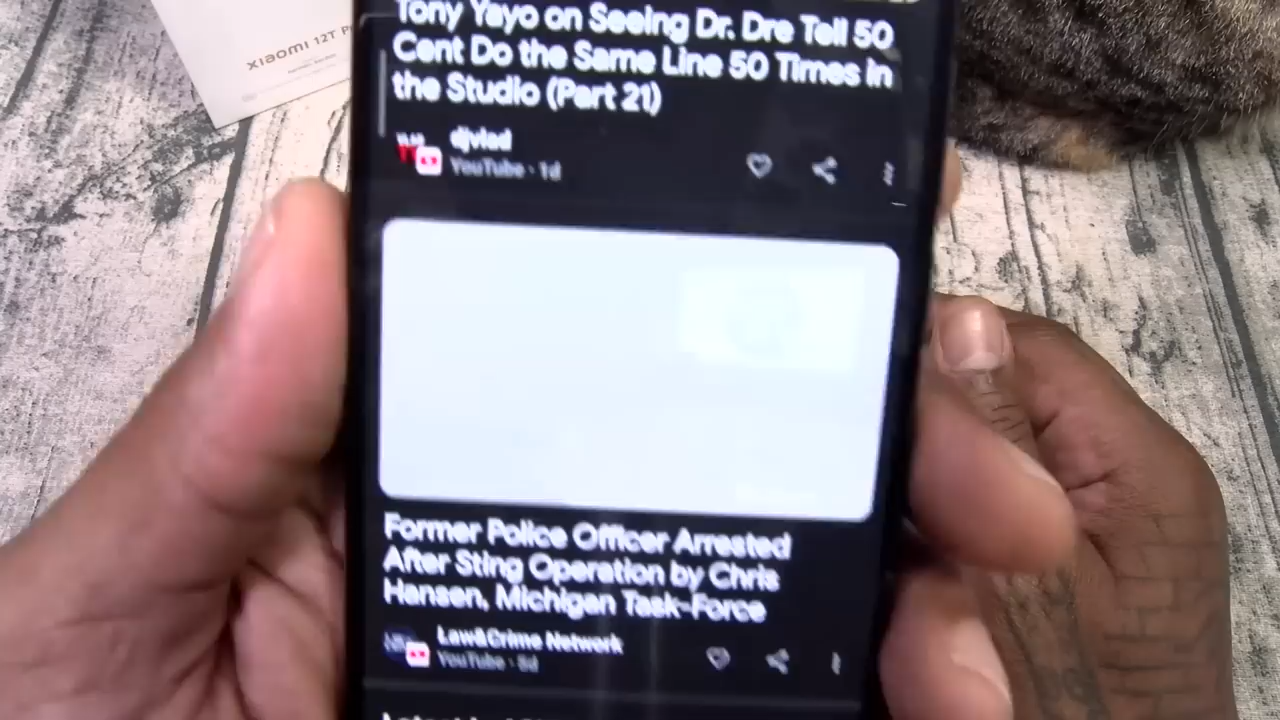 XIAOMI 12T P
Tony Yayo on Seeing Dr. Dre Tell 50
Cent Do the Same Line 50 Times in
the Studio (Part 21)
djvlad
YouTube · 1d
Former Police Officer Arrested
After Sting Operation by Chris
Hansen, Michigan Task-Force
Law&Crime Network
YouTube ·